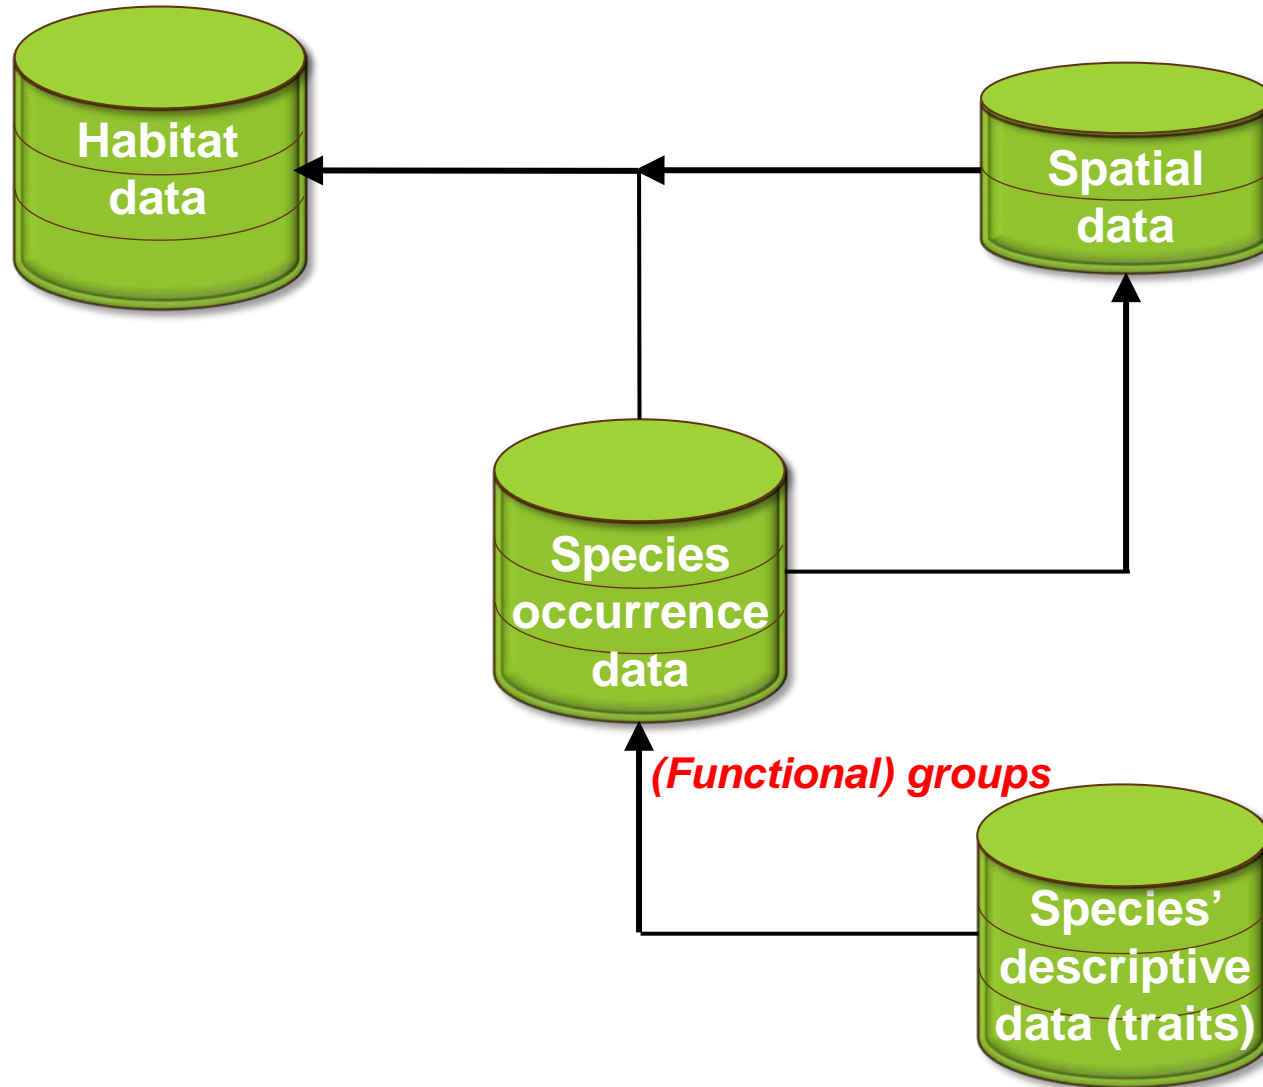 Habitat
data
Spatial
data
Species
occurrence
data
(Functional) groups
Species’
descriptive
data (traits)